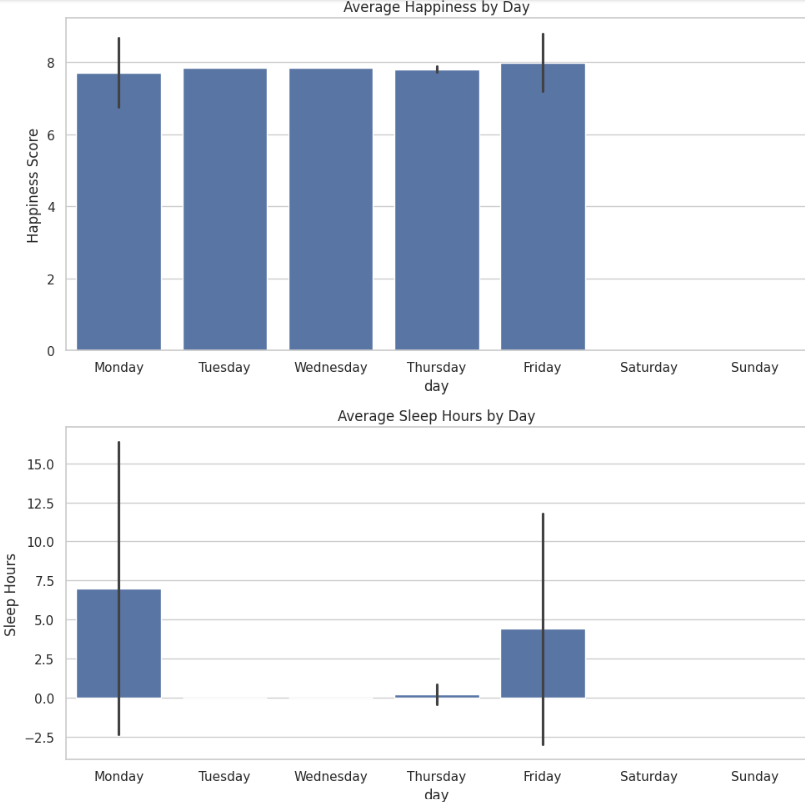 Average Happiness by Day
Happiness Score
8
6
4
2
0
Monday Tuesday Wednesday Thursday Friday Saturday Sunday
day
Average Sleep Hours by Day
Sleep Hours
15.0
12.5
10.0
7.5
5.0
2.5
0.0
−2.5
Monday Tuesday Wednesday Thursday Friday Saturday Sunday
day